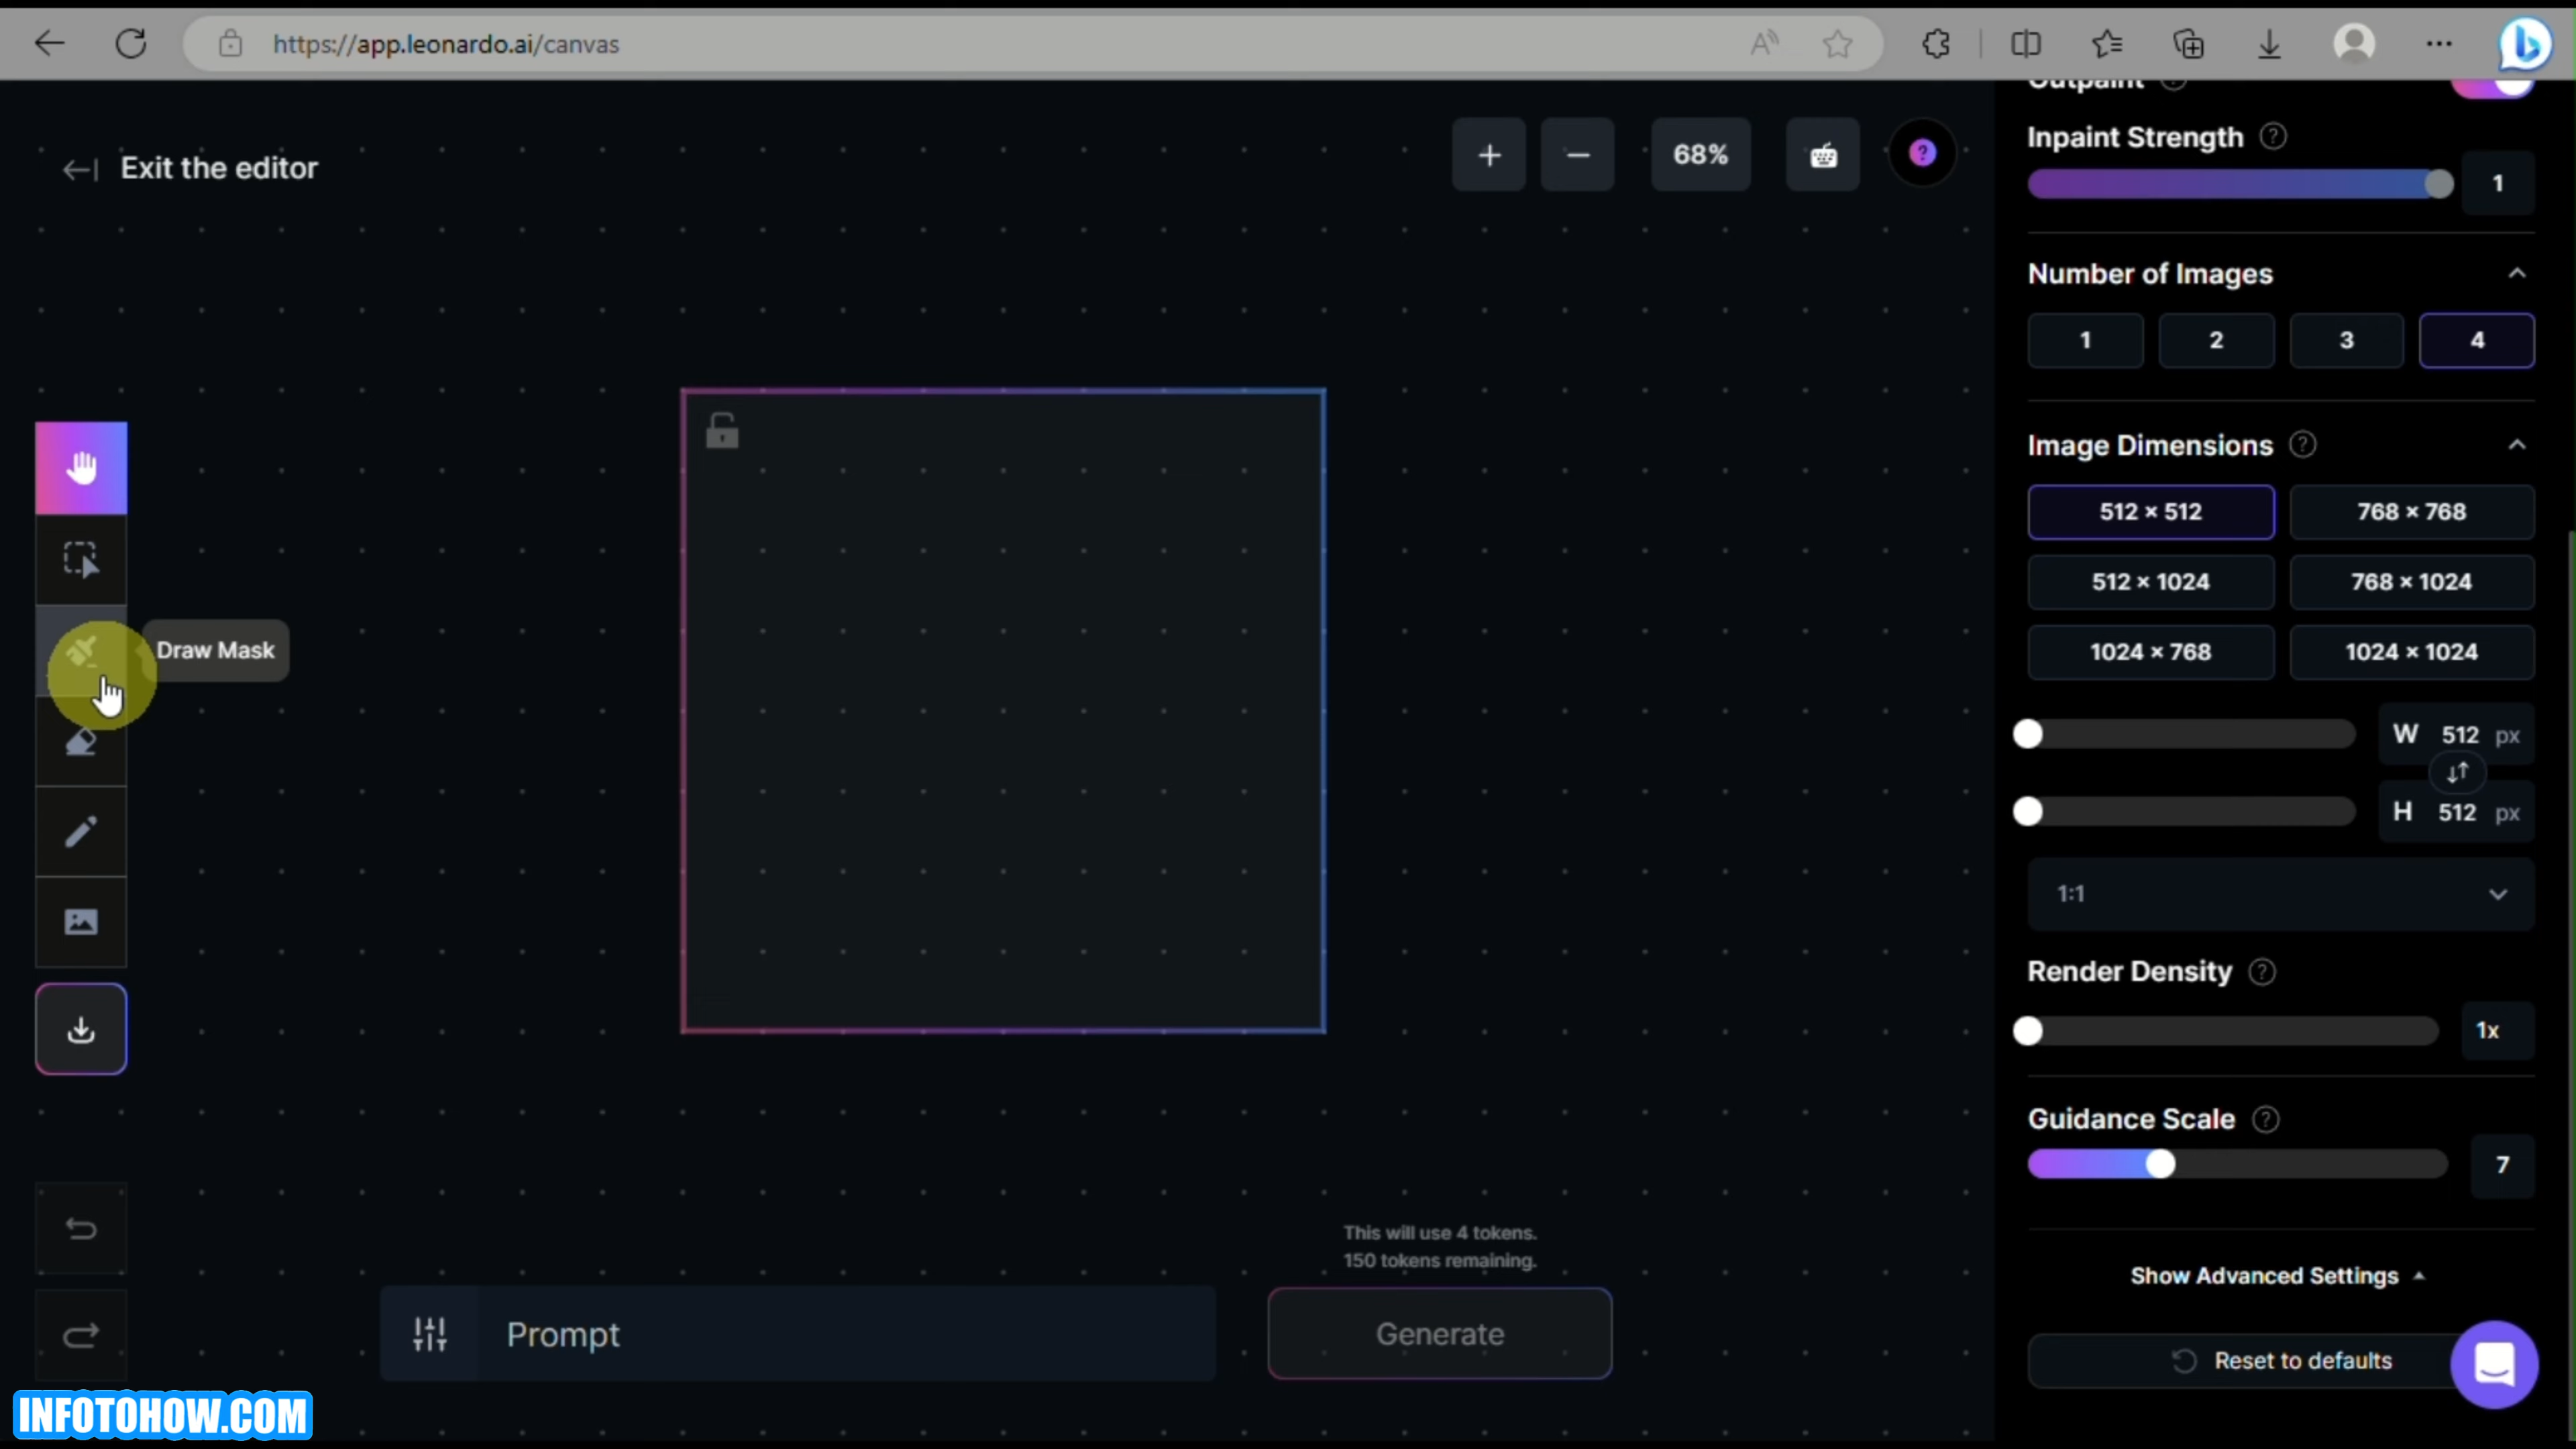 https://app.leonardo.ai/canvas
Exit the editor
68%
Draw Mask
Outpaint
Inpaint Strength
1
Number of Images
1 2 3 4
Image Dimensions
512 × 512 768 × 768
512 × 1024 768 × 1024
1024 × 768 1024 × 1024
W 512 px
H 512 px
1:1
Render Density
1x
Guidance Scale
7
Show Advanced Settings
Reset to defaults
This will use 4 tokens.
150 tokens remaining.
Prompt
Generate
INFOTOHOW.COM